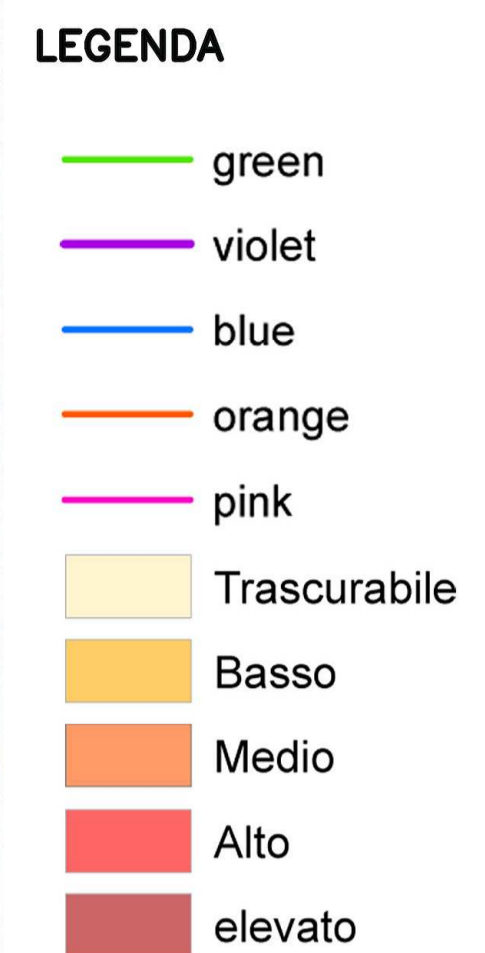 LEGENDA
green
violet
blue
orange
pink
Trascurabile
Basso
Medio
Alto
elevato